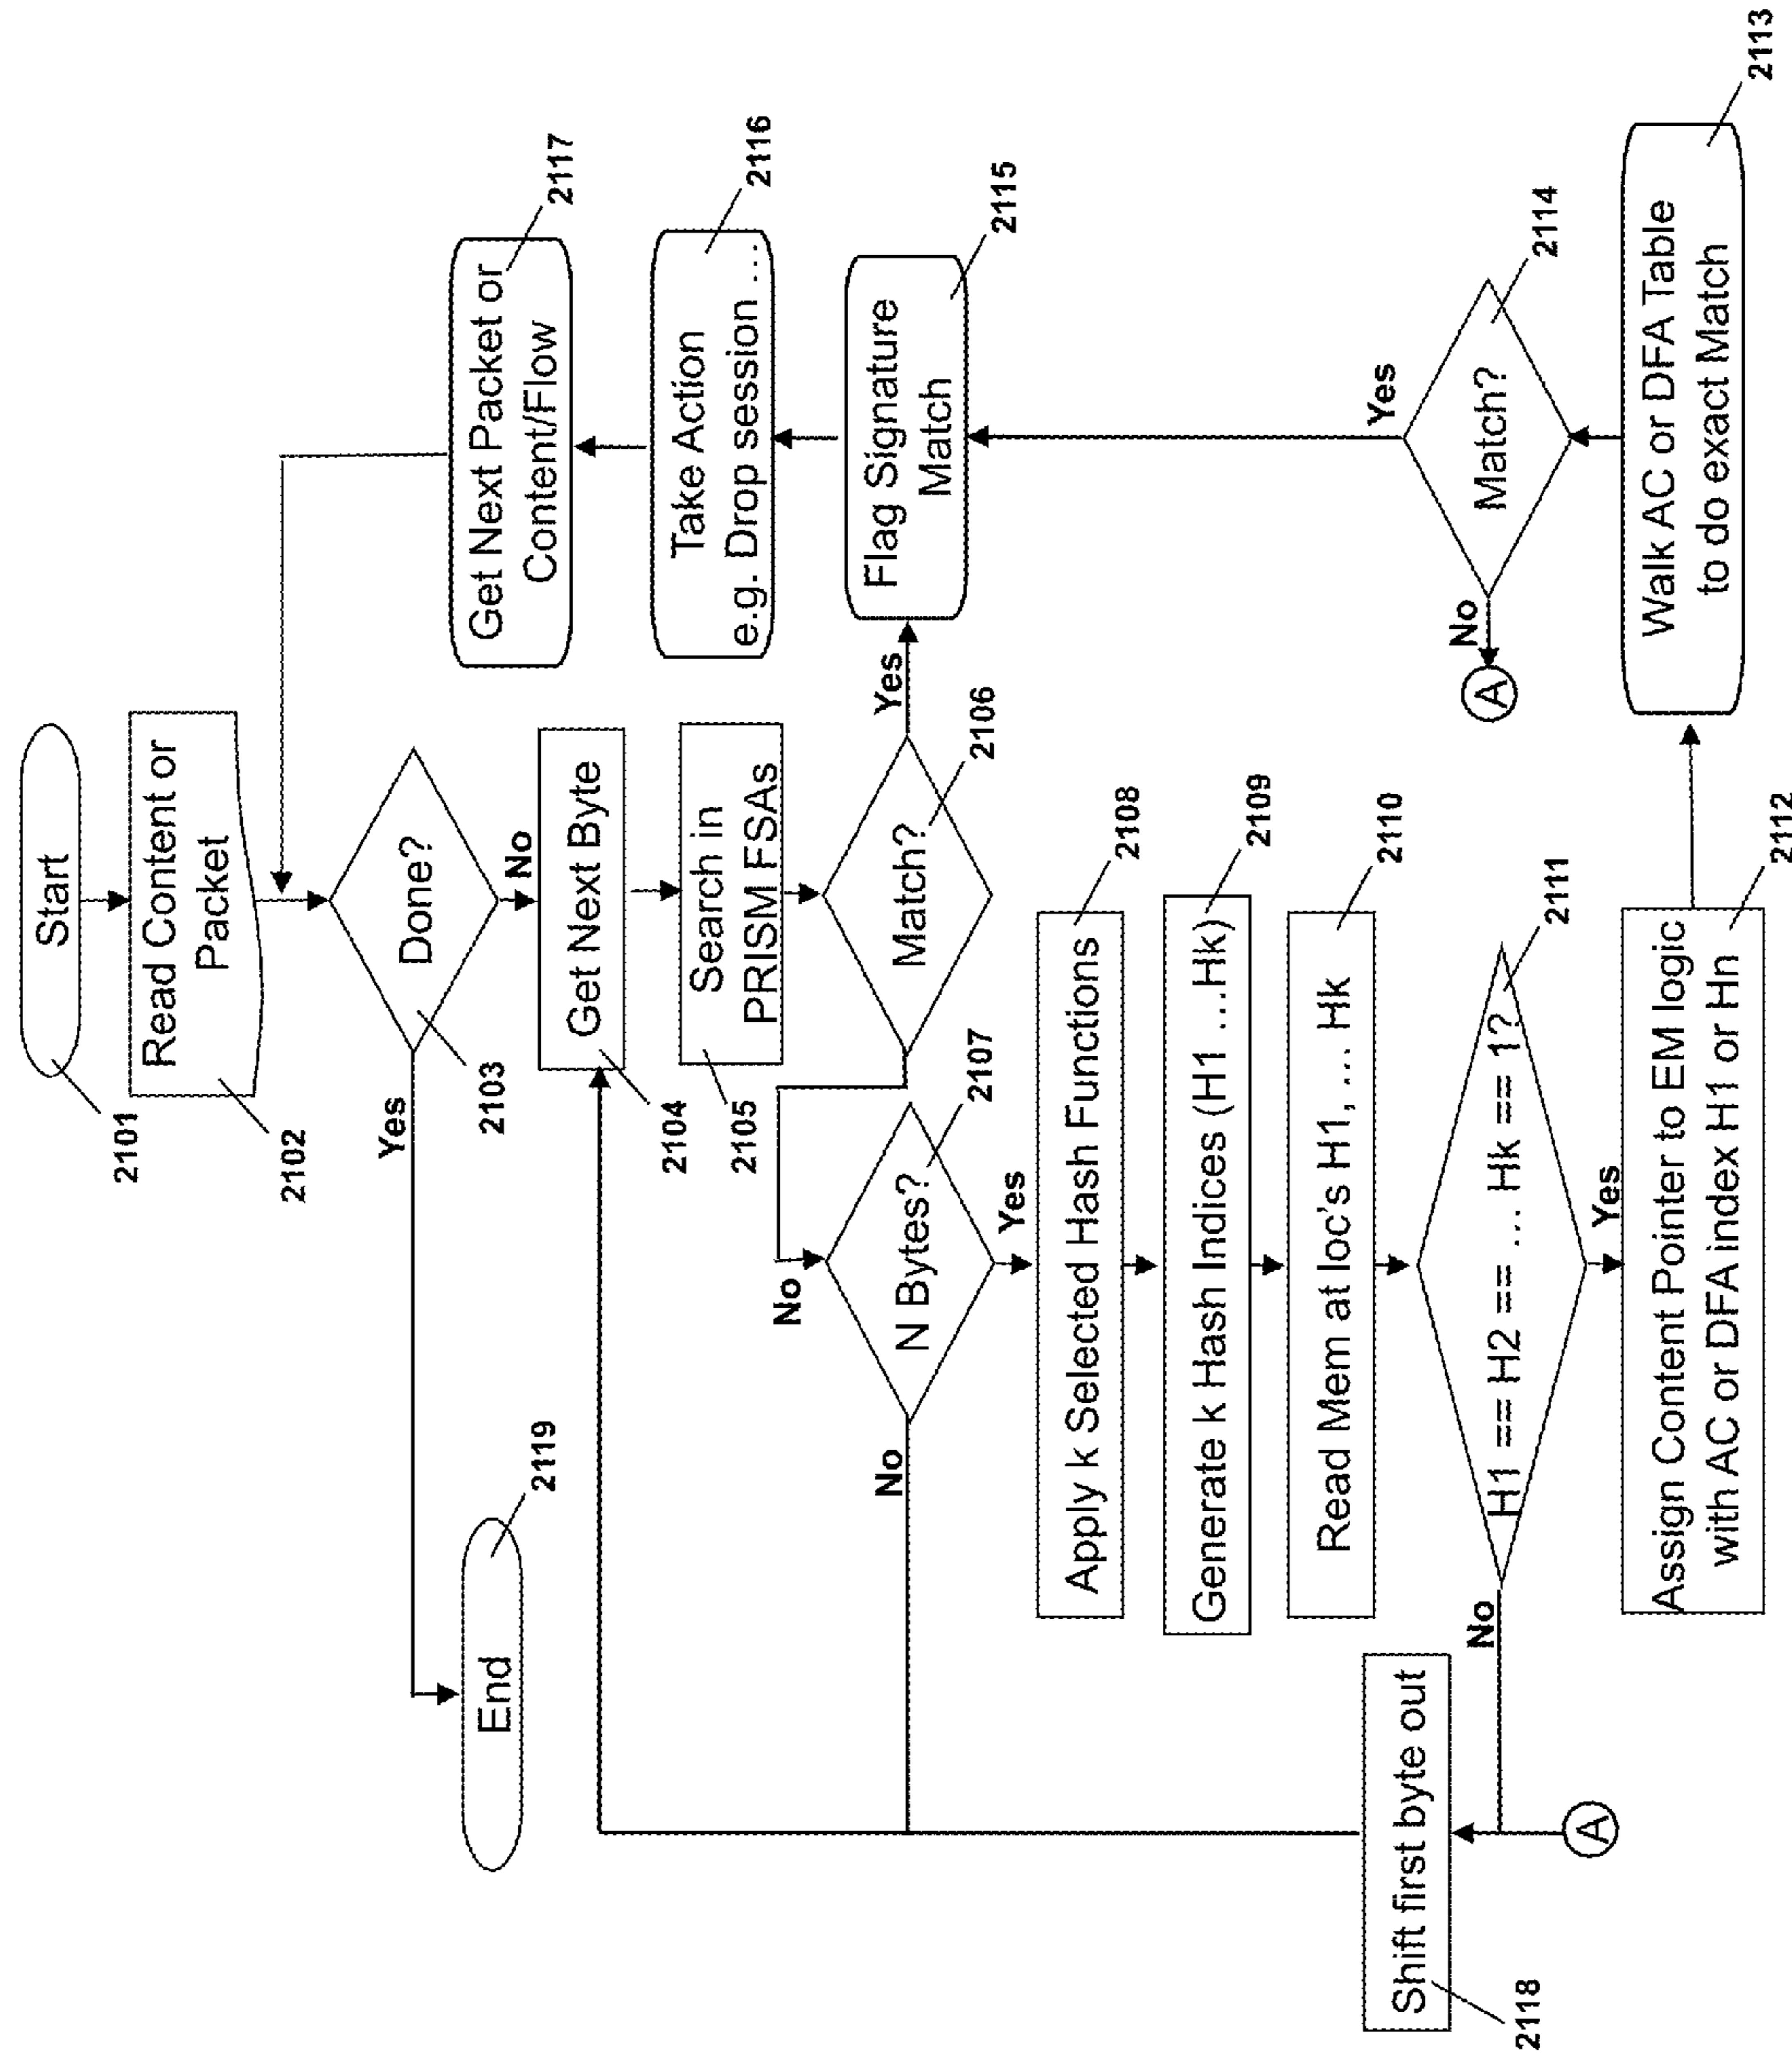 Start
2101
Read Content or
Packet
2102
Done?
2103
Yes
No
End
2119
Get Next Byte
2104
Search in
PRISM FSAs
2105
Match?
2106
Yes
No
N Bytes?
2107
No
Yes
Apply k Selected Hash Functions
2108
Generate k Hash Indices (H1 ...Hk)
2109
Read Mem at loc's H1, ... Hk
2110
H1 == H2 == ... Hk == 1?
2111
No
Yes
Assign Content Pointer to EM logic
with AC or DFA index H1 or Hn
2112
Walk AC or DFA Table
to do exact Match
2113
Match?
2114
Yes
No
A
Flag Signature
Match
2115
Take Action
e.g. Drop session ...
2116
Get Next Packet or
Content/Flow
2117
Shift first byte out
2118
A